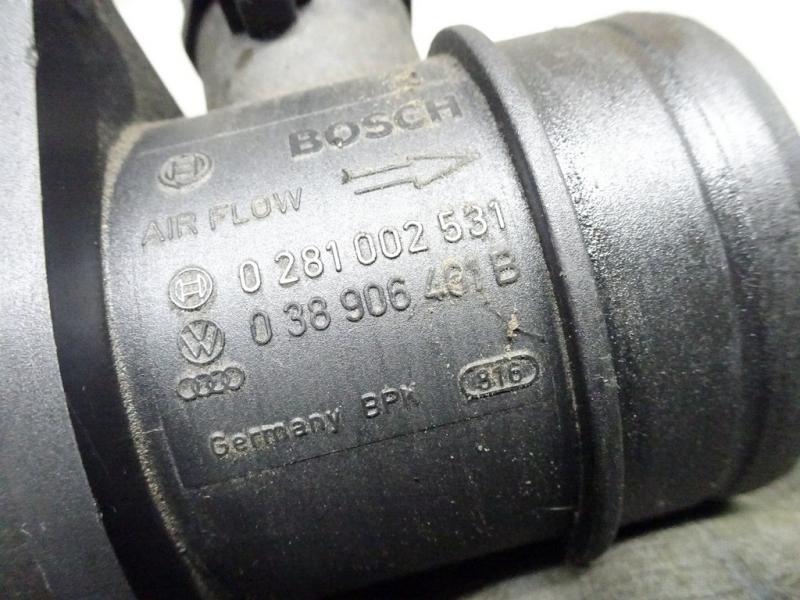 BOSCH
AIR FLOW
0 281 002 531
0 38 906 461 B
Germany BPK 816